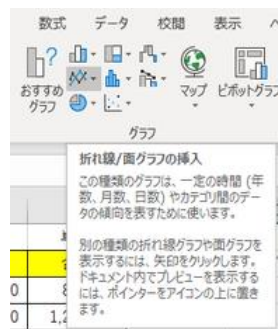 数式 データ 校閲 表示
おすすめ マップ ピボットグラフ
グラフ
グラフ
折れ線/面グラフの挿入
この種類のグラフは、一定の時間 (年
数、月数、日数) やカテゴリ間のデー
タの傾向を表すために使います。
別の種類の折れ線グラフや面グラフを
表示するには、矢印をクリックします。
ドキュメント内でプレビューを表示する
には、ポインターをアイコンの上に置き
ます。
0
0 1,2